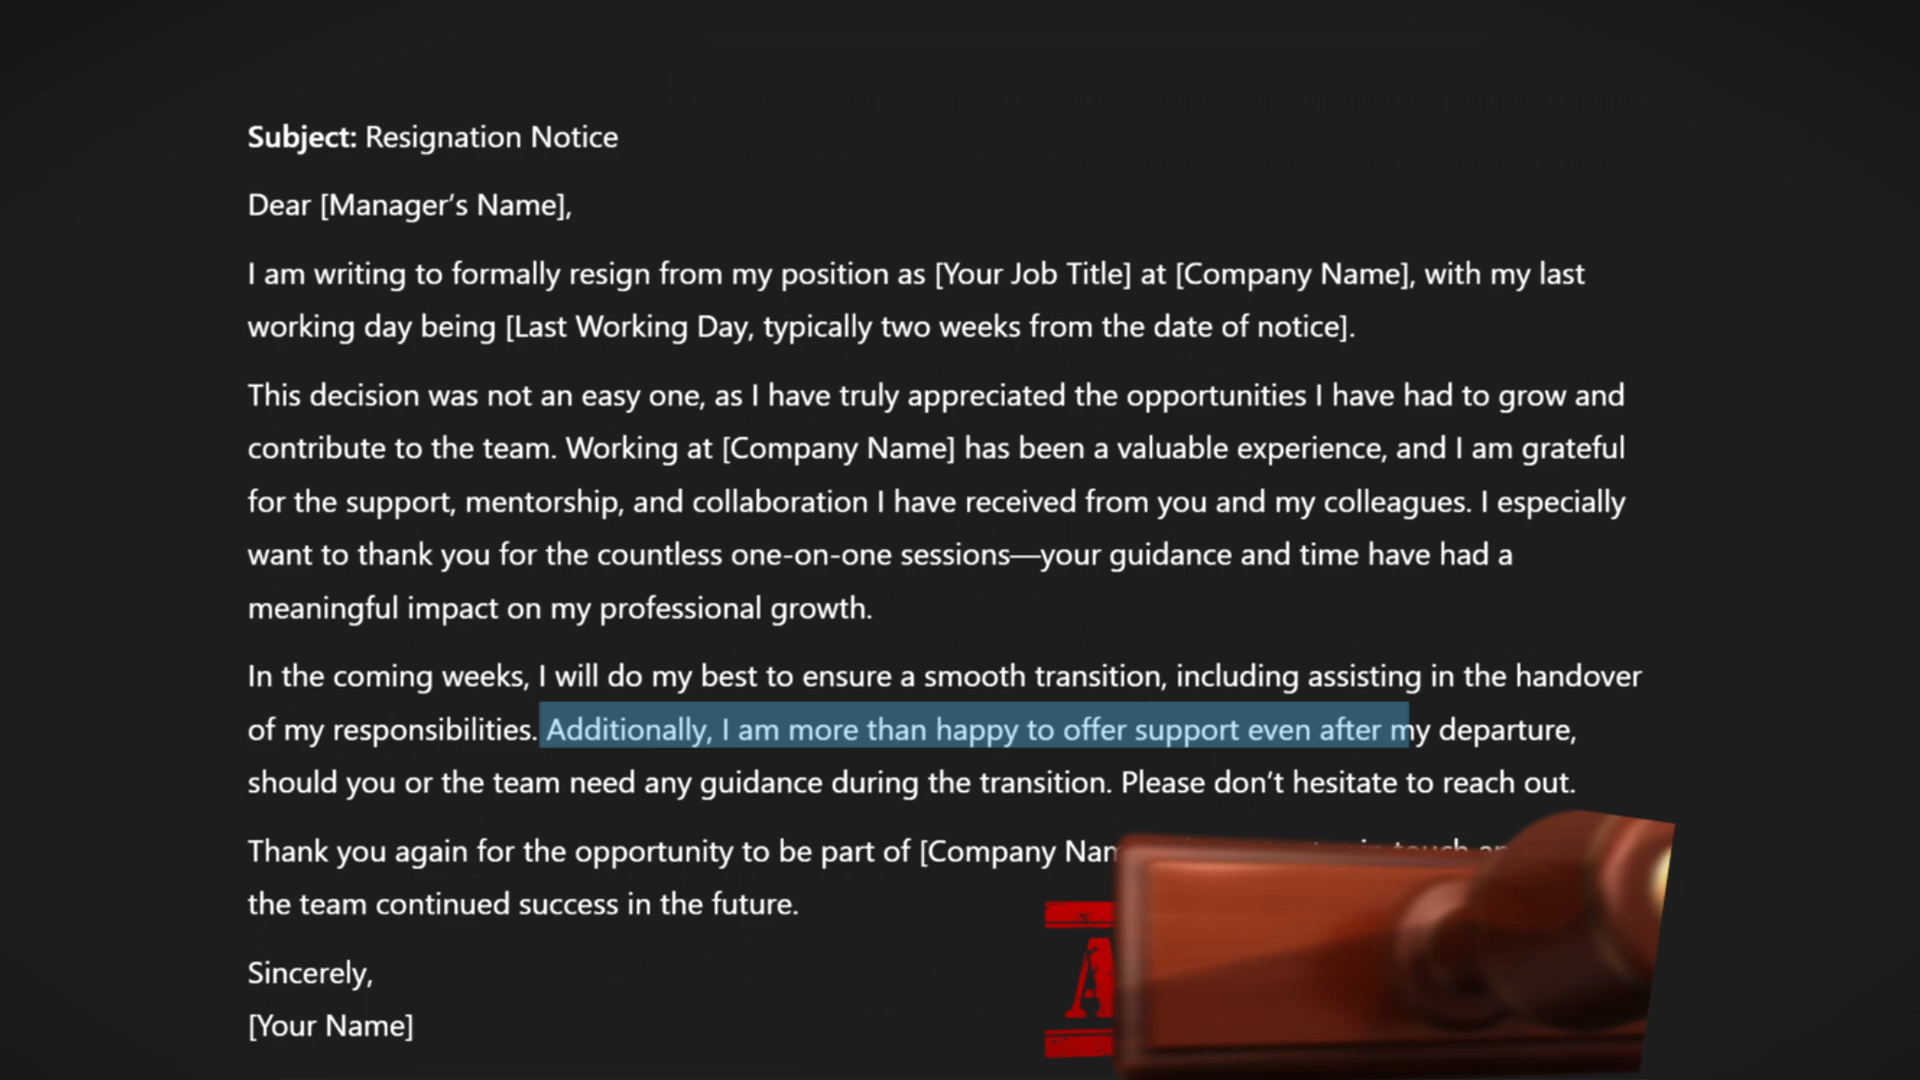 Subject: Resignation Notice
Dear [Manager’s Name],
I am writing to formally resign from my position as [Your Job Title] at [Company Name], with my last
working day being [Last Working Day, typically two weeks from the date of notice].
This decision was not an easy one, as I have truly appreciated the opportunities I have had to grow and
contribute to the team. Working at [Company Name] has been a valuable experience, and I am grateful
for the support, mentorship, and collaboration I have received from you and my colleagues. I especially
want to thank you for the countless one-on-one sessions—your guidance and time have had a
meaningful impact on my professional growth.
In the coming weeks, I will do my best to ensure a smooth transition, including assisting in the handover
of my responsibilities. Additionally, I am more than happy to offer support even after my departure,
should you or the team need any guidance during the transition. Please don’t hesitate to reach out.
Thank you again for the opportunity to be part of [Company
the team continued success in the future.
Sincerely,
[Your Name]
A